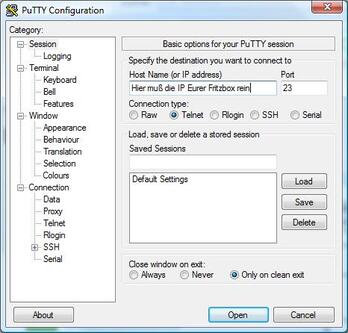 PuTTY Configuration
Category:
Session
Logging
Terminal
Keyboard
Bell
Features
Window
Appearance
Behaviour
Translation
Selection
Colours
Connection
Data
Proxy
Telnet
Rlogin
SSH
Serial
Basic options for your PuTTY session
Specify the destination you want to connect to
Host Name (or IP address) Port
Hier muß die IP Eurer Fritzbox rein 23
Connection type:
Raw Telnet Rlogin SSH Serial
Load, save or delete a stored session
Saved Sessions
Default Settings
Load
Save
Delete
Close window on exit:
Always Never Only on clean exit
About Open Cancel